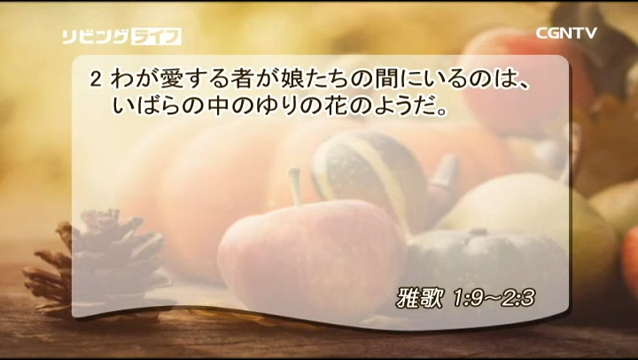 リビングライフ
CGNTV
2 わが愛する者が娘たちの間にいるのは、
いばらの中のゆりの花のようだ。
雅歌 1:9~2:3